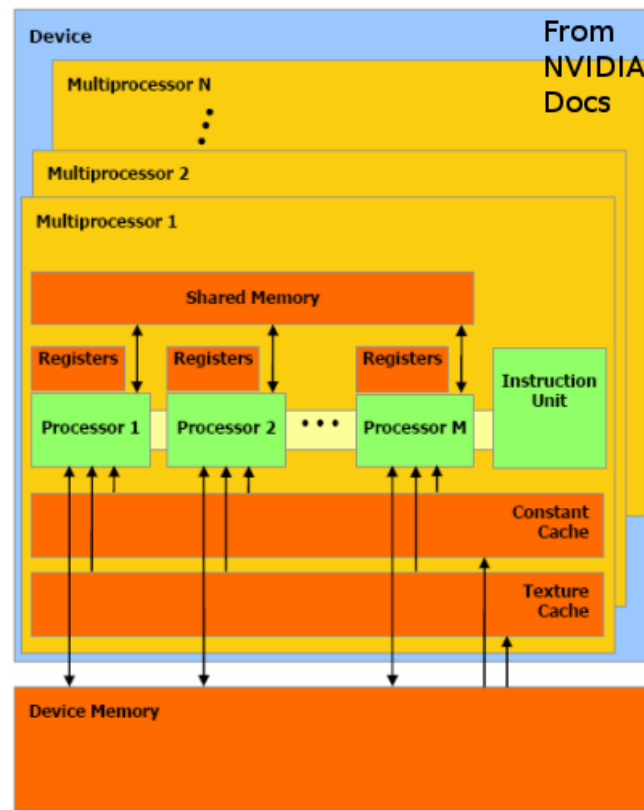 Device
From
NVIDIA
Docs
Multiprocessor N
Multiprocessor 2
Multiprocessor 1
Shared Memory
Registers Registers Registers
Instruction
Unit
Processor 1 Processor 2 ••• Processor M
Constant
Cache
Texture
Cache
Device Memory